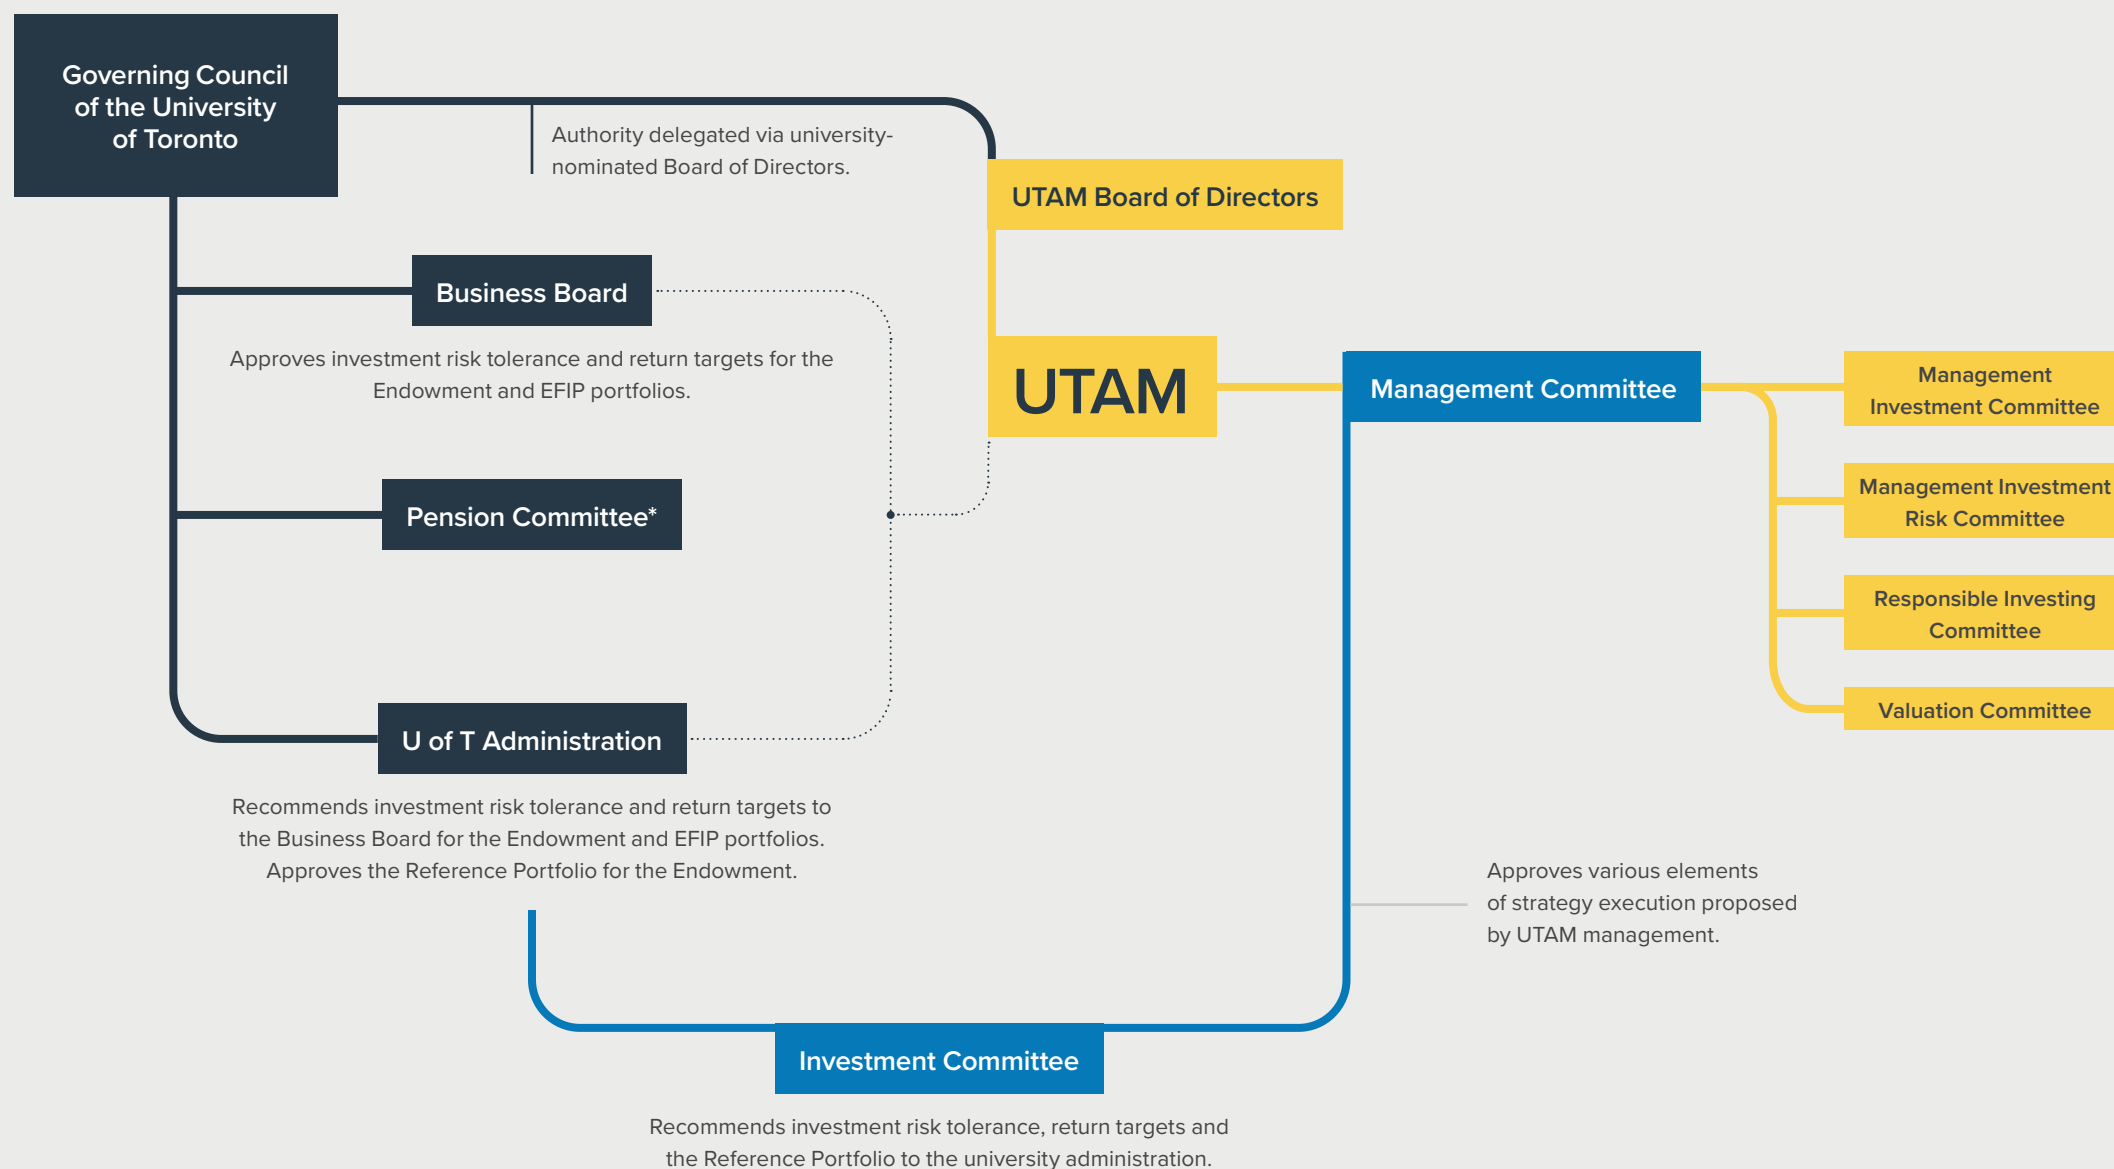 Governing Council
of the University
of Toronto
Authority delegated via university-
nominated Board of Directors.
UTAM Board of Directors
Business Board
Approves investment risk tolerance and return targets for the
Endowment and EFIP portfolios.
UTAM
Management Committee
Management
Investment Committee
Management Investment
Risk Committee
Responsible Investing
Committee
Valuation Committee
Pension Committee*
U of T Administration
Recommends investment risk tolerance and return targets to
the Business Board for the Endowment and EFIP portfolios.
Approves the Reference Portfolio for the Endowment.
Approves various elements
of strategy execution proposed
by UTAM management.
Investment Committee
Recommends investment risk tolerance, return targets and
the Reference Portfolio to the university administration.